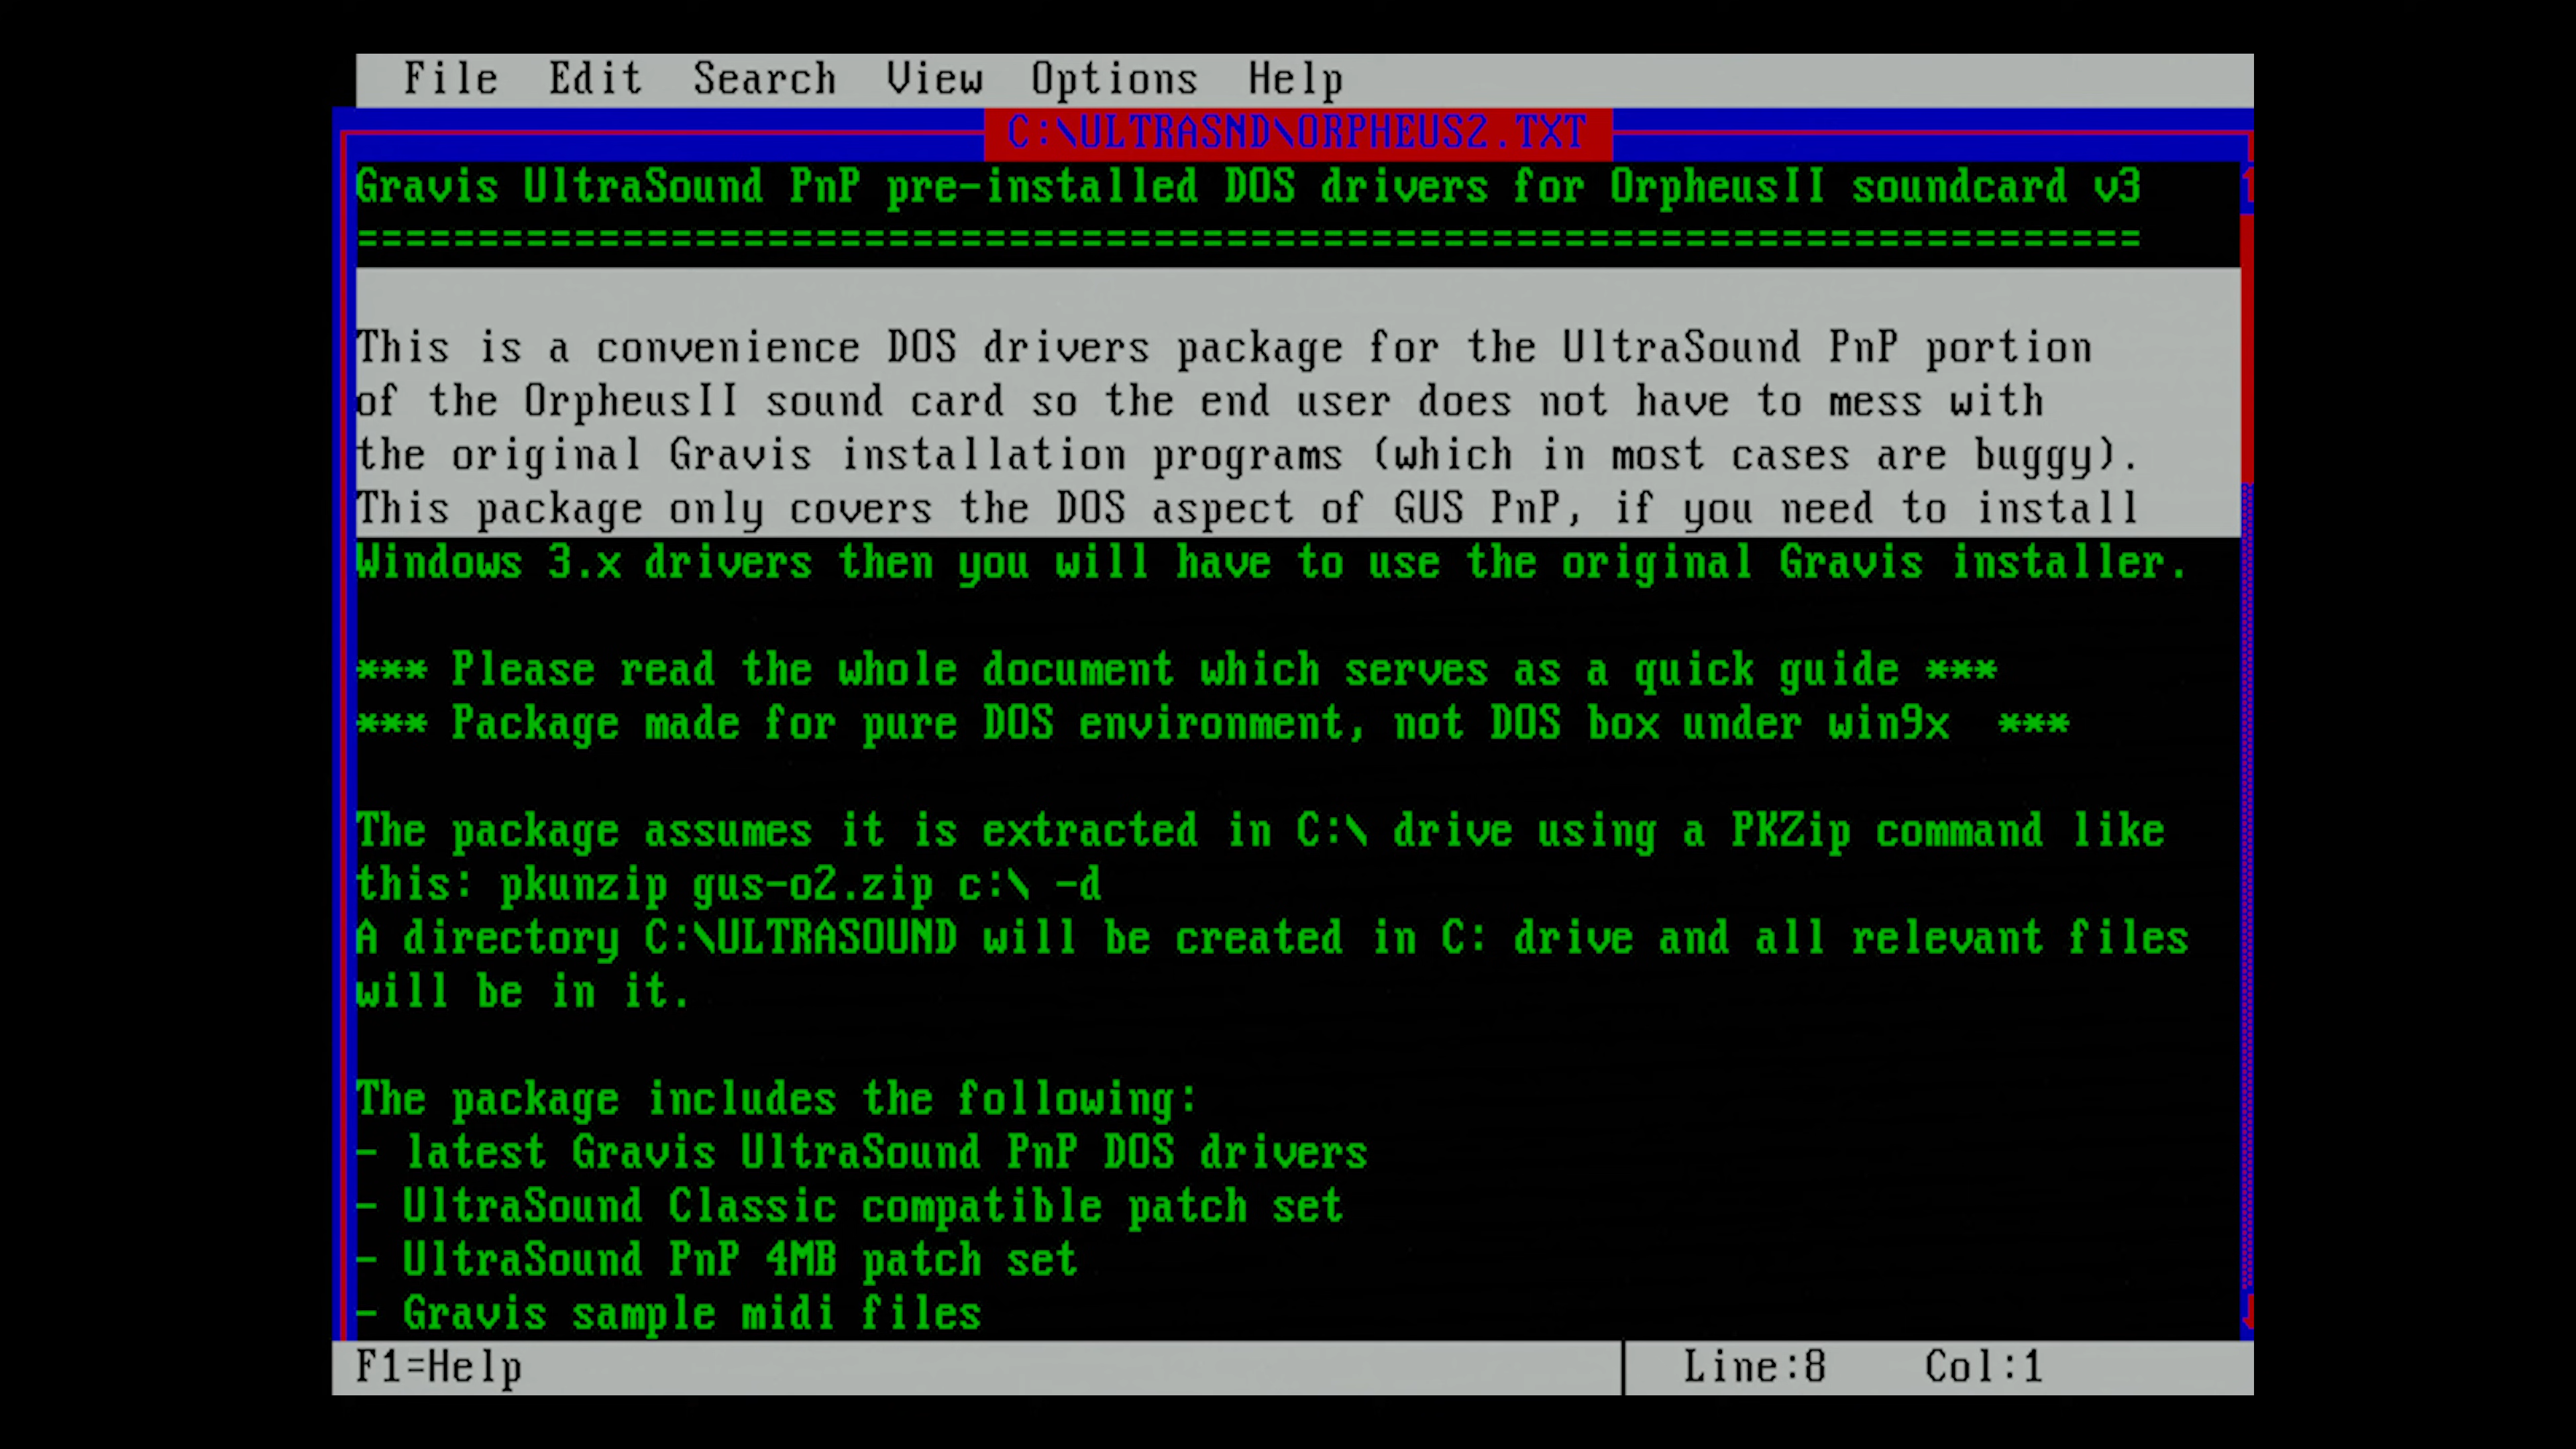 File Edit Search View Options Help
C:\ULTRASND\ORPHEUS2.TXT
Gravis UltraSound PnP pre-installed DOS drivers for OrpheusII soundcard v3
==========================================================================
This is a convenience DOS drivers package for the UltraSound PnP portion
of the OrpheusII sound card so the end user does not have to mess with
the original Gravis installation programs (which in most cases are buggy).
This package only covers the DOS aspect of GUS PnP, if you need to install
Windows 3.x drivers then you will have to use the original Gravis installer.
*** Please read the whole document which serves as a quick guide ***
*** Package made for pure DOS environment, not DOS box under win9x  ***
The package assumes it is extracted in C:\ drive using a PKZip command like
this: pkunzip gus-o2.zip c:\ -d
A directory C:\ULTRASOUND will be created in C: drive and all relevant files
will be in it.
The package includes the following:
- latest Gravis UltraSound PnP DOS drivers
- UltraSound Classic compatible patch set
- UltraSound PnP 4MB patch set
- Gravis sample midi files
F1=Help
Line:8 Col:1